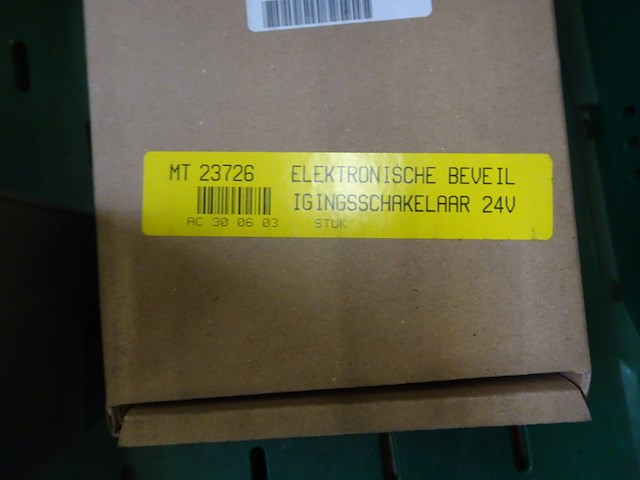 MT 23726 ELEKTRONISCHE BEVEIL
IGINGSSCHAKELAAR 24V
AC 30 06 03 STUK